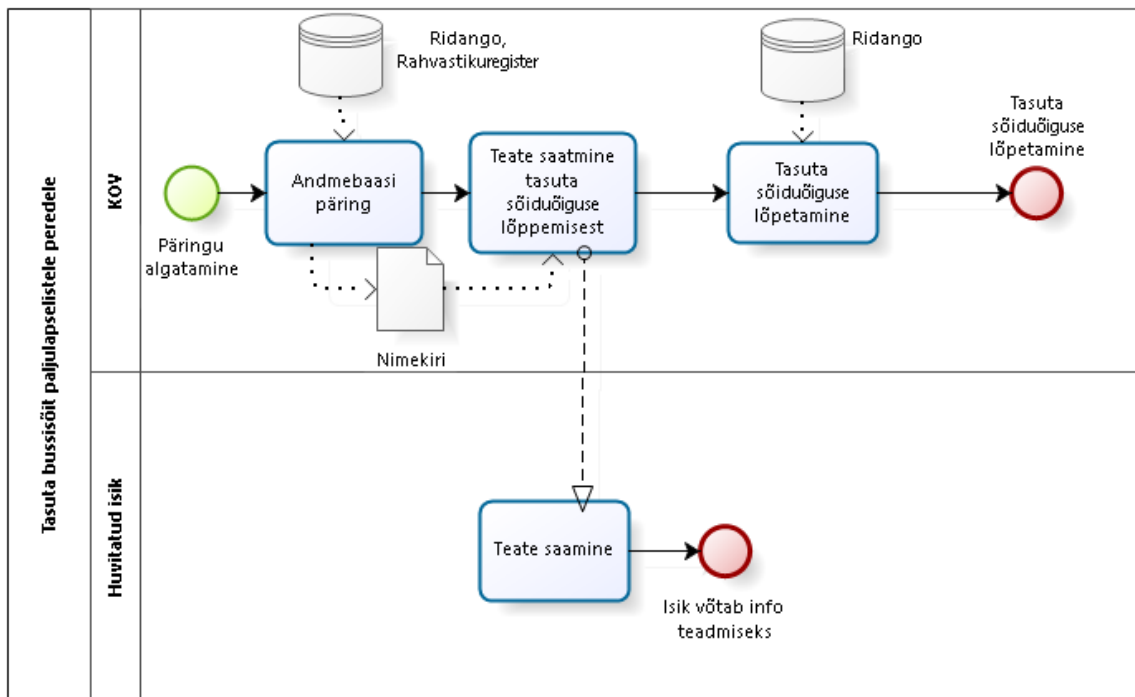 Tasuta bussisõit paljulapselistele peredele
KOV
Ridango,
Rahvastikuregister
Ridango
Tasuta
sõiduõiguse
lõpetamine
Päringu
algatamine
Andmebaasi
päring
Teate saatmine
tasuta
sõiduõiguse
lõppemisest
Tasuta
sõiduõiguse
lõpetamine
Nimekiri
Huvitatud isik
Teate saamine
Isik võtab info
teadmiseks